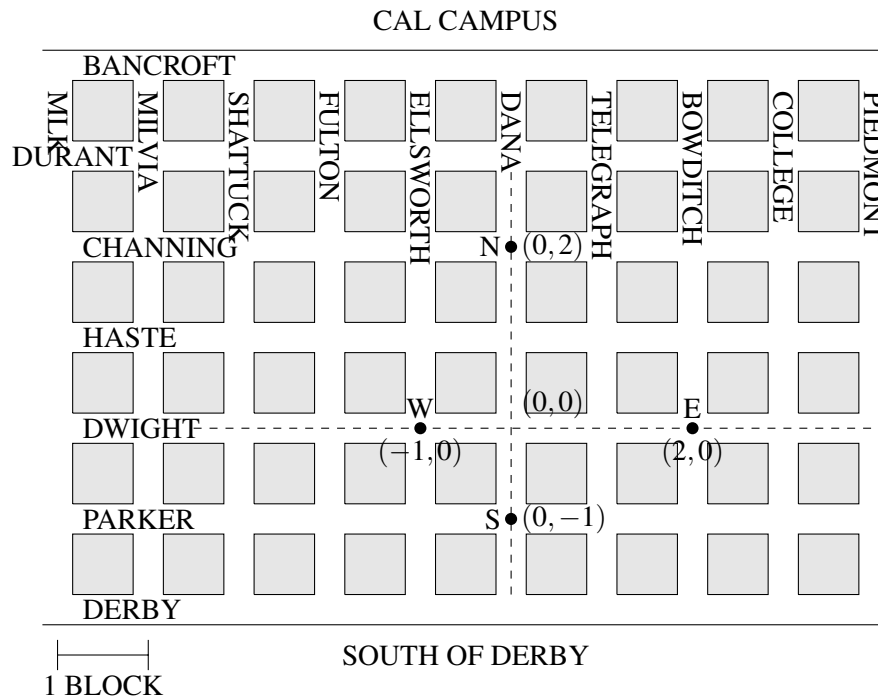 CAL CAMPUS
BANCROFT
MLK
MILVIA
SHATTUCK
FULTON
ELLSWORTH
DANA
TELEGRAPH
BOWDITCH
COLLEGE
PIEDMONT
DURANT
CHANNING
N (0,2)
HASTE
W
(0,0)
E
DWIGHT
(−1,0)
(2,0)
PARKER
S (0,−1)
DERBY
SOUTH OF DERBY
1 BLOCK